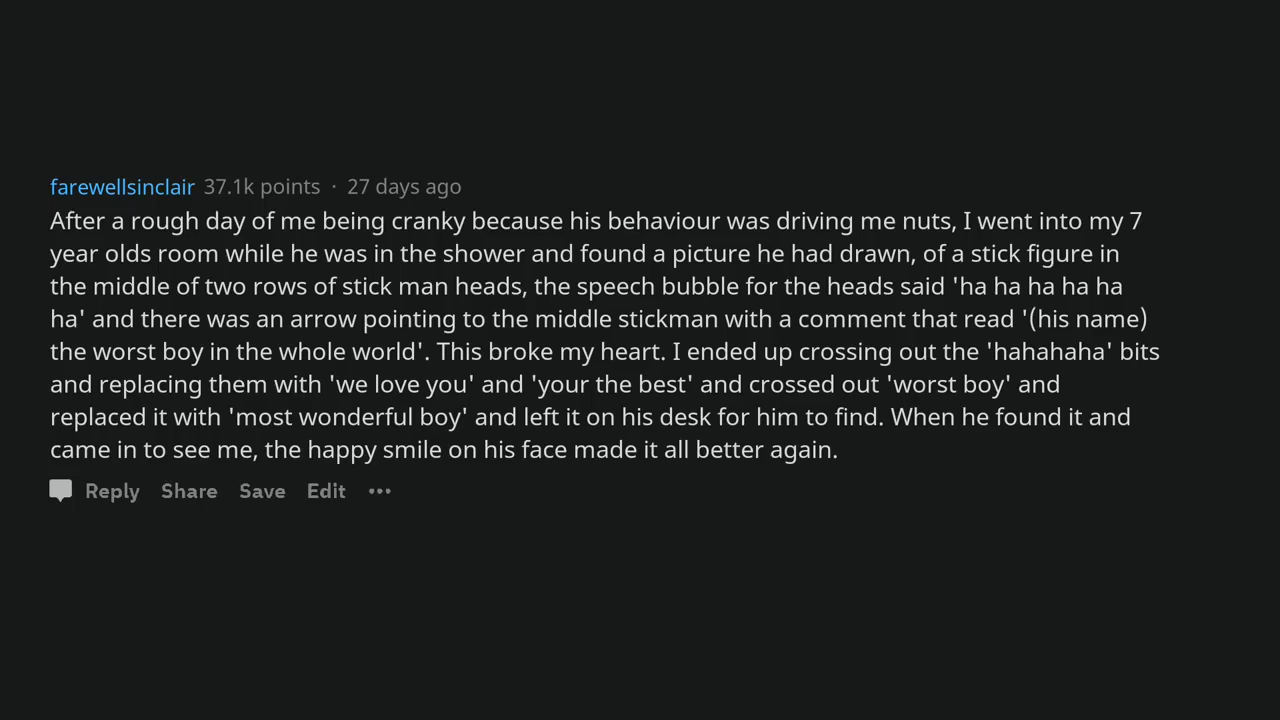 farewellsinclair 37.1k points · 27 days ago
After a rough day of me being cranky because his behaviour was driving me nuts, I went into my 7
year olds room while he was in the shower and found a picture he had drawn, of a stick figure in
the middle of two rows of stick man heads, the speech bubble for the heads said 'ha ha ha ha ha
ha' and there was an arrow pointing to the middle stickman with a comment that read '(his name)
the worst boy in the whole world'. This broke my heart. I ended up crossing out the 'hahahaha' bits
and replacing them with 'we love you' and 'your the best' and crossed out 'worst boy' and
replaced it with 'most wonderful boy' and left it on his desk for him to find. When he found it and
came in to see me, the happy smile on his face made it all better again.
Reply Share Save Edit •••